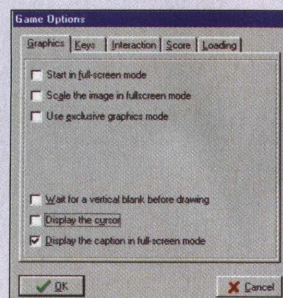 Game Options
Graphics Keys Interaction Score Loading
Start in full-screen mode
Scale the image in fullscreen mode
Use exclusive graphics mode
Wait for a vertical blank before drawing
Display the cursor
Display the caption in full-screen mode
OK Cancel